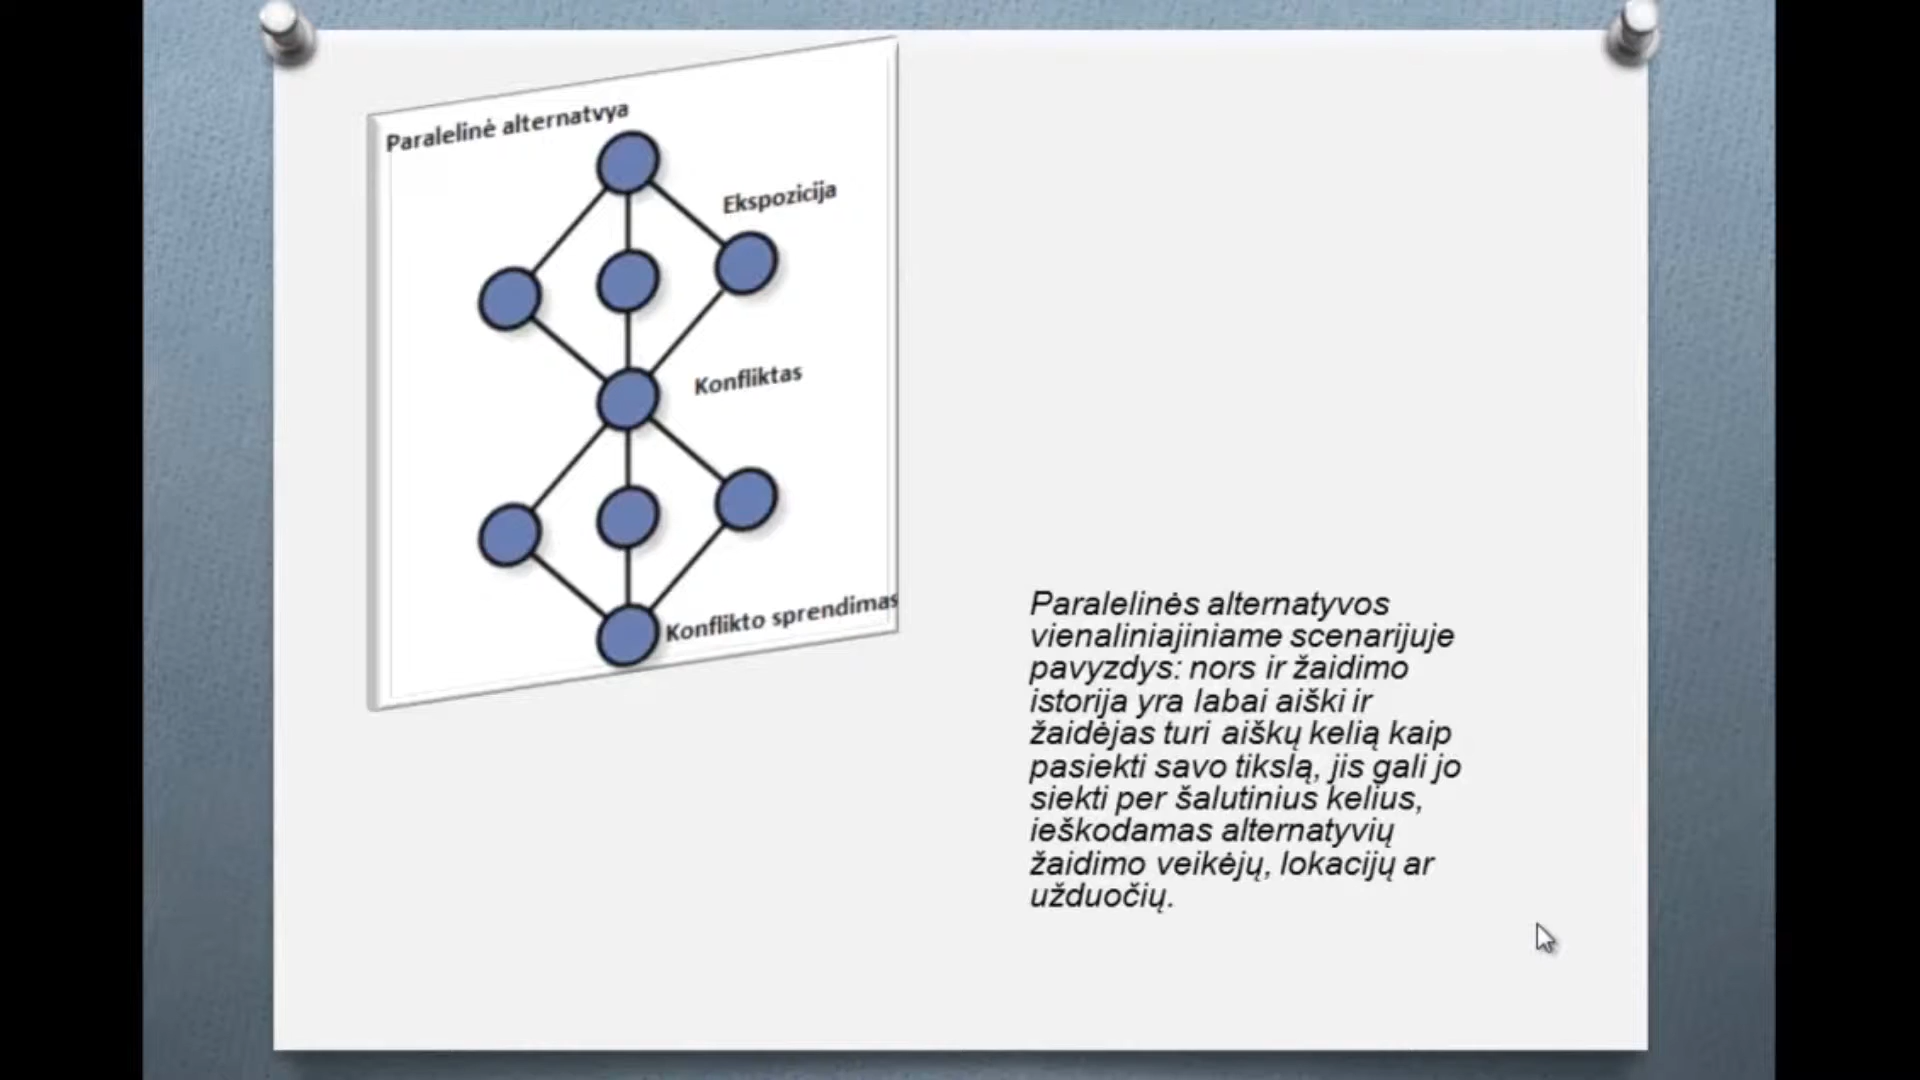 Paralelinė alternatvya
Ekspozicija
Konfliktas
Konflikto sprendimas
Paralelinės alternatyvos
vienaliniajiniame scenarijuje
pavyzdys: nors ir žaidimo
istorija yra labai aiški ir
žaidėjas turi aiškų kelią kaip
pasiekti savo tikslą, jis gali jo
siekti per šalutinius kelius,
ieškodamas alternatyvių
žaidimo veikėjų, lokacijų ar
užduočių.